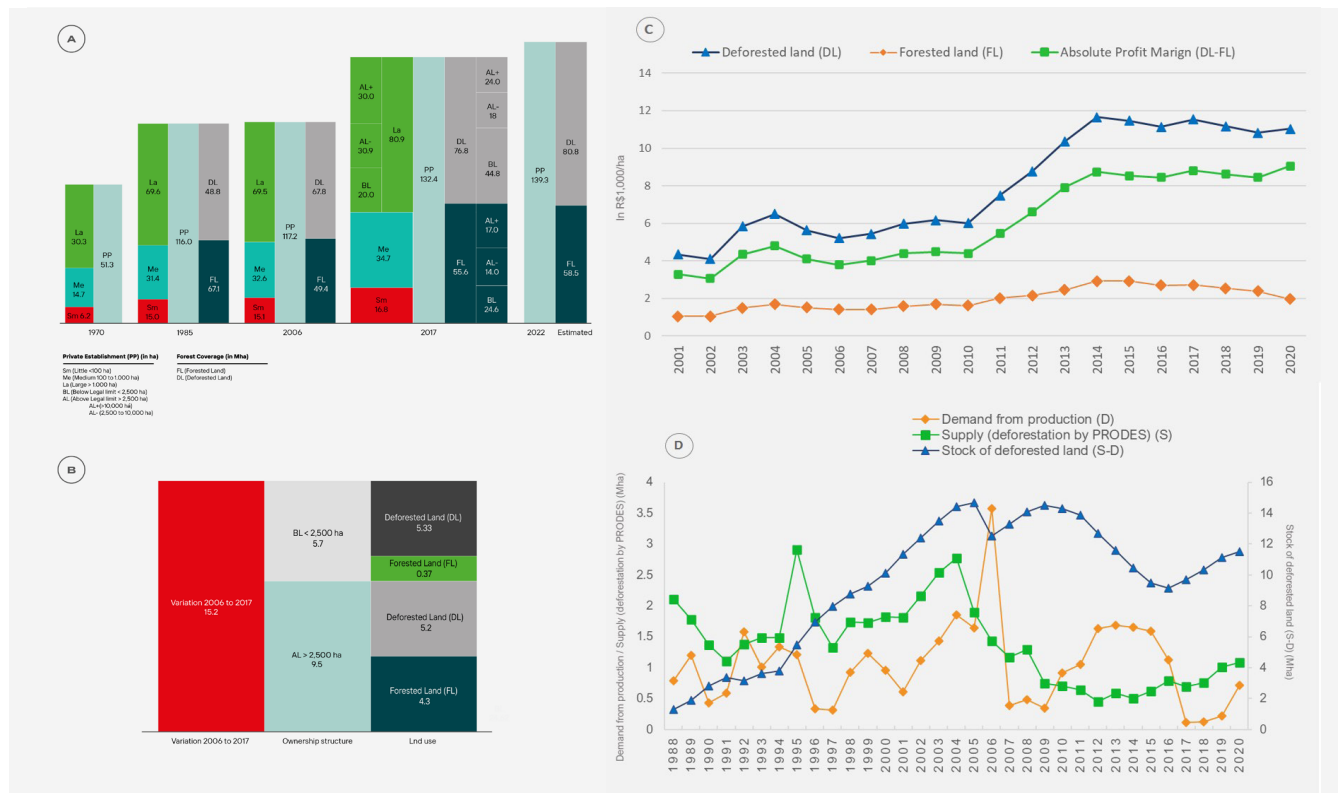 A
La
30.3
Me
14.7
Sm 6.2
PP
51.3
La
69.6
Me
31.4
Sm
15.0
PP
116.0
DL
48.8
FL
67.1
La
69.5
Me
32.6
Sm
15.1
PP
117.2
DL
67.8
FL
49.4
AL+
30.0
AL-
30.9
BL
20.0
La
80.9
Me
34.7
Sm
16.8
PP
132.4
DL
76.8
FL
55.6
AL+
24.0
AL-
18
BL
44.8
AL+
17.0
AL-
14.0
BL
24.6
PP
139.3
DL
80.8
FL
58.5
1970
1985
2006
2017
2022
Estimated
Private Establishment (PP) (in ha)
Sm (Little <100 ha)
Me (Medium 100 to 1.000 ha)
La (Large > 1.000 ha)
BL (Below Legal limit < 2,500 ha)
AL (Above Legal limit > 2,500 ha)
AL+(>10.000 ha)
AL- (2,500 to 10.000 ha)
Forest Coverage (in Mha)
FL (Forested Land)
DL (Deforested Land)
B
Variation 2006 to 2017
15.2
BL < 2,500 ha
5.7
AL > 2,500 ha
9.5
Deforested Land (DL)
5.33
Forested Land (FL)
0.37
Deforested Land (DL)
5.2
Forested Land (FL)
4.3
Variation 2006 to 2017
Ownership structure
Lnd use
C
Deforested land (DL)
Forested land (FL)
Absolute Profit Marign (DL-FL)
In R$1,000/ha
14
12
10
8
6
4
2
0
2001
2002
2003
2004
2005
2006
2007
2008
2009
2010
2011
2012
2013
2014
2015
2016
2017
2018
2019
2020
D
Demand from production (D)
Supply (deforestation by PRODES) (S)
Stock of deforested land (S-D)
Demand from production / Supply (deforestation by PRODES) (Mha)
4
3.5
3
2.5
2
1.5
1
0.5
0
16
14
12
10
8
6
4
2
0
Stock of deforested land (S-D) (Mha)
1988
1989
1990
1991
1992
1993
1994
1995
1996
1997
1998
1999
2000
2001
2002
2003
2004
2005
2006
2007
2008
2009
2010
2011
2012
2013
2014
2015
2016
2017
2018
2019
2020